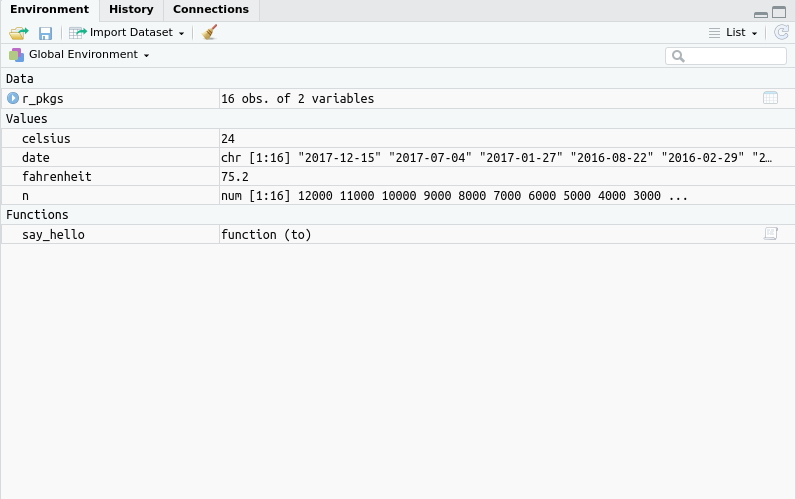 Environment History Connections
Import Dataset List
Global Environment
Data
r_pkgs 16 obs. of 2 variables
Values
celsius 24
date chr [1:16] "2017-12-15" "2017-07-04" "2017-01-27" "2016-08-22" "2016-02-29" "2…
fahrenheit 75.2
n num [1:16] 12000 11000 10000 9000 8000 7000 6000 5000 4000 3000 ...
Functions
say_hello function (to)